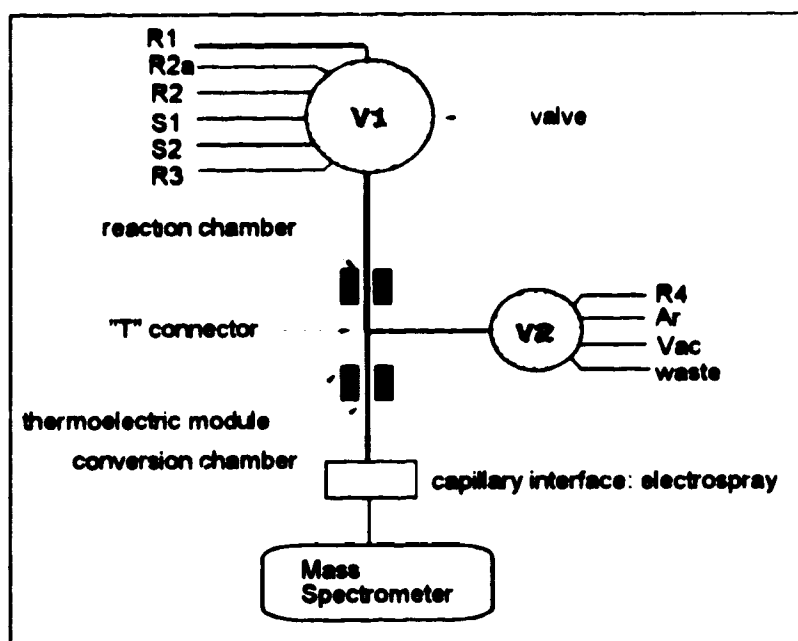 R1
R2a
R2
S1
S2
R3
V1
valve
reaction chamber
"T" connector
V2
R4
Ar
Vac
waste
thermoelectric module
conversion chamber
capillary interface: electrospray
Mass
Spectrometer